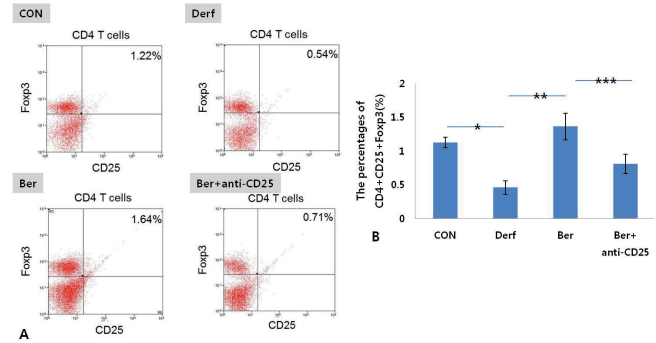 CON
CD4 T cells
1.22%
Foxp3
CD25
Derf
CD4 T cells
0.54%
Foxp3
CD25
Ber
CD4 T cells
1.64%
Foxp3
CD25
Ber+anti-CD25
CD4 T cells
0.71%
Foxp3
CD25
A
The percentages of
CD4+CD25+Foxp3(%)
2
1.5
1
0.5
0
*
**
***
CON
Derf
Ber
Ber+
anti-CD25
B